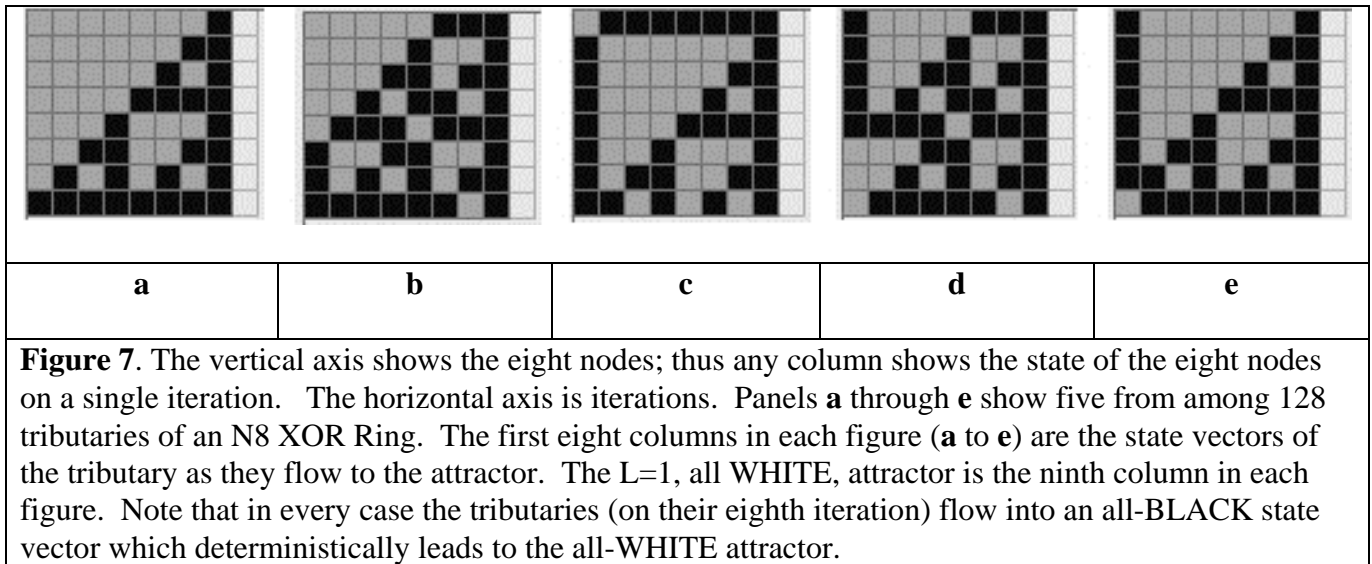 a b c d e
Figure 7. The vertical axis shows the eight nodes; thus any column shows the state of the eight nodes
on a single iteration. The horizontal axis is iterations. Panels a through e show five from among 128
tributaries of an N8 XOR Ring. The first eight columns in each figure (a to e) are the state vectors of
the tributary as they flow to the attractor. The L=1, all WHITE, attractor is the ninth column in each
figure. Note that in every case the tributaries (on their eighth iteration) flow into an all-BLACK state
vector which deterministically leads to the all-WHITE attractor.